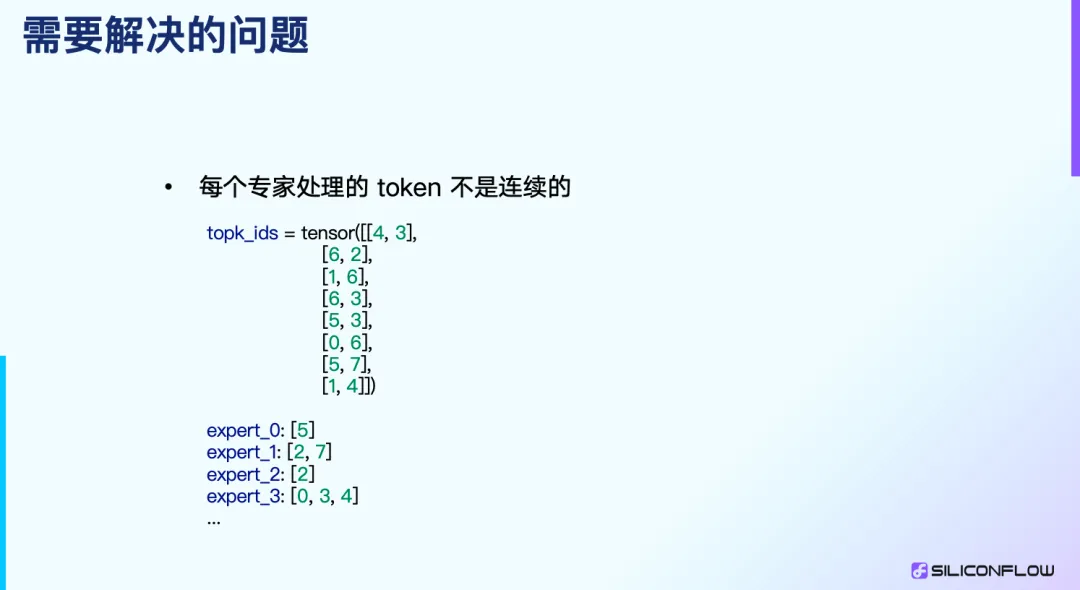 需要解决的问题
• 每个专家处理的 token 不是连续的
topk_ids = tensor([[4, 3],
[6, 2],
[1, 6],
[6, 3],
[5, 3],
[0, 6],
[5, 7],
[1, 4]])
expert_0: [5]
expert_1: [2, 7]
expert_2: [2]
expert_3: [0, 3, 4]
...
SILICONFLOW